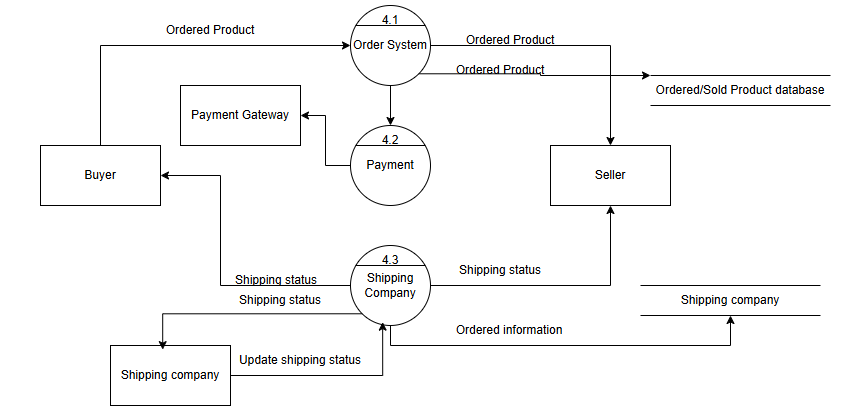 4.1
Ordered Product
Order System
Ordered Product
Ordered Product
Ordered/Sold Product database
Payment Gateway
4.2
Payment
Buyer
Seller
4.3
Shipping
Company
Shipping status
Shipping status
Shipping status
Shipping company
Ordered information
Update shipping status
Shipping company